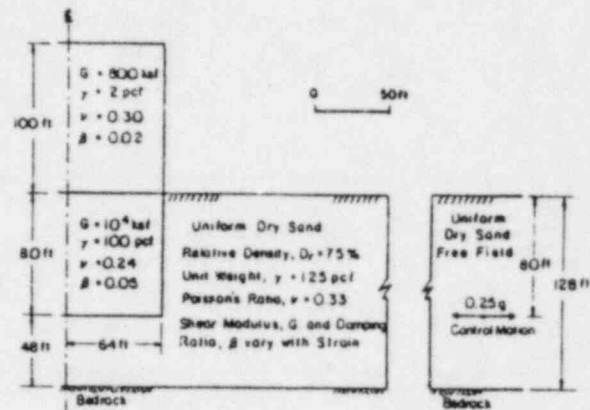 ℄
G = 800 ksf
γ = 2 pcf
ν = 0.30
β = 0.02
100 ft
0 50 ft
G = 10⁴ ksf
γ = 100 pcf
ν = 0.24
β = 0.05
80 ft
48 ft
64 ft
Uniform Dry Sand
Relative Density, Dr = 75%
Unit Weight, γ = 125 pcf
Poisson's Ratio, ν = 0.33
Shear Modulus, G and Damping
Ratio, β vary with Strain
Uniform
Dry Sand
Free Field
0.25g
Control Motion
80 ft
128 ft
Bedrock
Bedrock